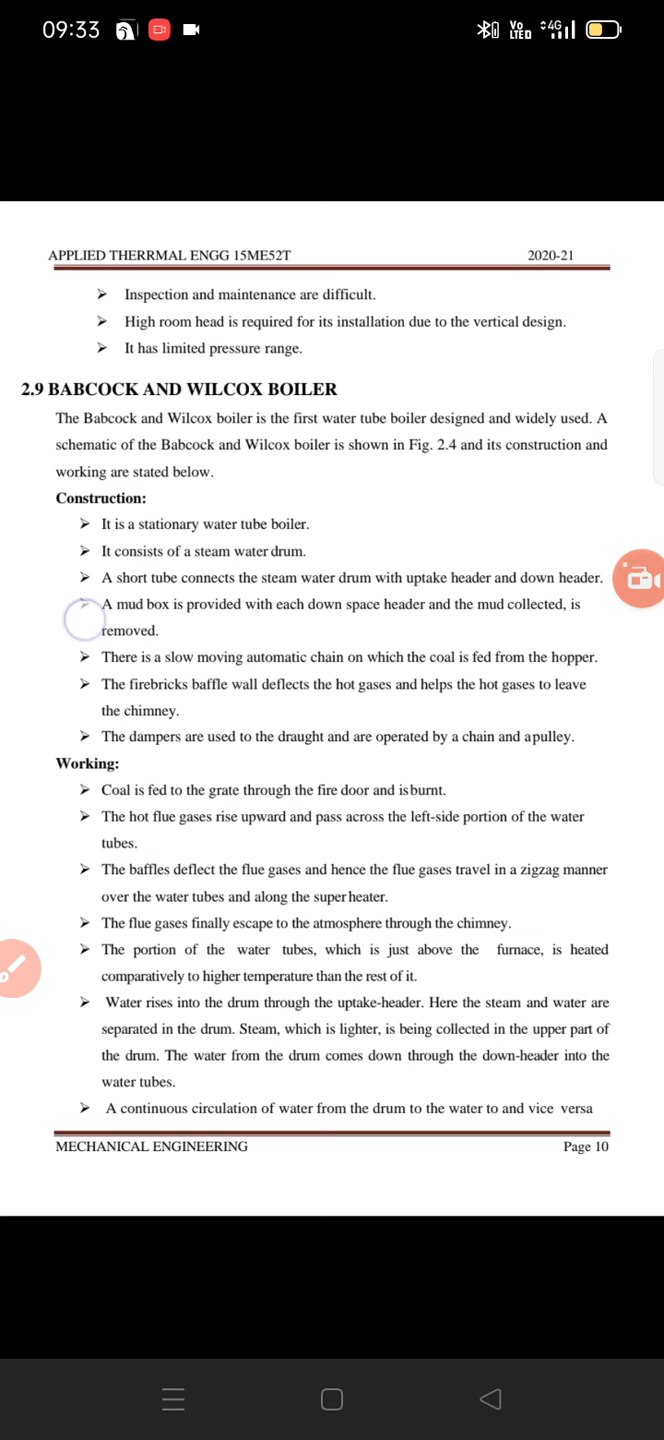 09:33
Vo
LTED
4G
APPLIED THERRMAL ENGG 15ME52T 2020-21
➢ Inspection and maintenance are difficult.
➢ High room head is required for its installation due to the vertical design.
➢ It has limited pressure range.
2.9 BABCOCK AND WILCOX BOILER
The Babcock and Wilcox boiler is the first water tube boiler designed and widely used. A
schematic of the Babcock and Wilcox boiler is shown in Fig. 2.4 and its construction and
working are stated below.
Construction:
➢ It is a stationary water tube boiler.
➢ It consists of a steam water drum.
➢ A short tube connects the steam water drum with uptake header and down header.
➢ A mud box is provided with each down space header and the mud collected, is
removed.
➢ There is a slow moving automatic chain on which the coal is fed from the hopper.
➢ The firebricks baffle wall deflects the hot gases and helps the hot gases to leave
the chimney.
➢ The dampers are used to the draught and are operated by a chain and apulley.
Working:
➢ Coal is fed to the grate through the fire door and isburnt.
➢ The hot flue gases rise upward and pass across the left-side portion of the water
tubes.
➢ The baffles deflect the flue gases and hence the flue gases travel in a zigzag manner
over the water tubes and along the superheater.
➢ The flue gases finally escape to the atmosphere through the chimney.
➢ The portion of the water tubes, which is just above the furnace, is heated
comparatively to higher temperature than the rest of it.
➢ Water rises into the drum through the uptake-header. Here the steam and water are
separated in the drum. Steam, which is lighter, is being collected in the upper part of
the drum. The water from the drum comes down through the down-header into the
water tubes.
➢ A continuous circulation of water from the drum to the water to and vice versa
MECHANICAL ENGINEERING Page 10